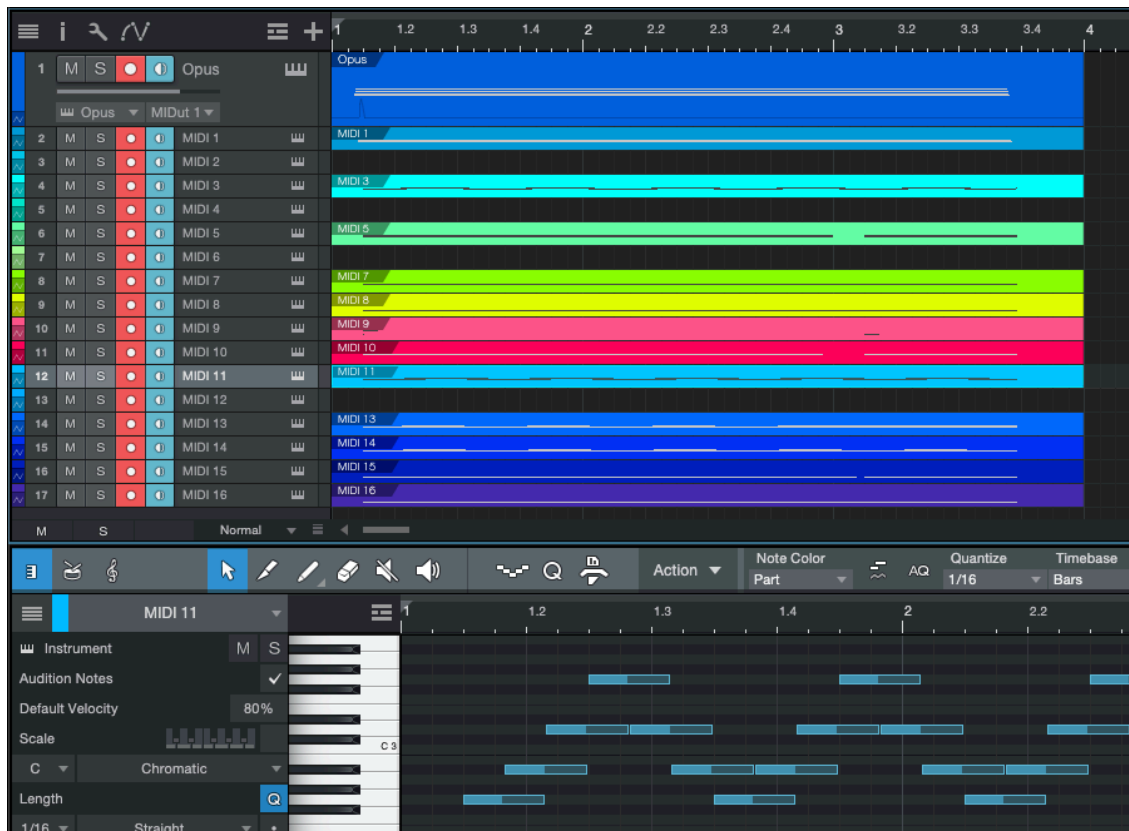 i 1 1.2 1.3 1.4 2 2.2 2.3 2.4 3 3.2 3.3 3.4 4
1 M S Opus Opus
Opus MIDut 1
2 M S MIDI 1 MIDI 1
3 M S MIDI 2
4 M S MIDI 3 MIDI 3
5 M S MIDI 4
6 M S MIDI 5 MIDI 5
7 M S MIDI 6
8 M S MIDI 7 MIDI 7
9 M S MIDI 8 MIDI 8
10 M S MIDI 9 MIDI 9
11 M S MIDI 10 MIDI 10
12 M S MIDI 11 MIDI 11
13 M S MIDI 12
14 M S MIDI 13 MIDI 13
15 M S MIDI 14 MIDI 14
16 M S MIDI 15 MIDI 15
17 M S MIDI 16 MIDI 16
M S Normal
Note Color Quantize Timebase
Q Action Part AQ 1/16 Bars
MIDI 11 1 1.2 1.3 1.4 2 2.2
Instrument M S
Audition Notes
Default Velocity 80%
Scale
C 3
C Chromatic
Length Q
1/16 Straight